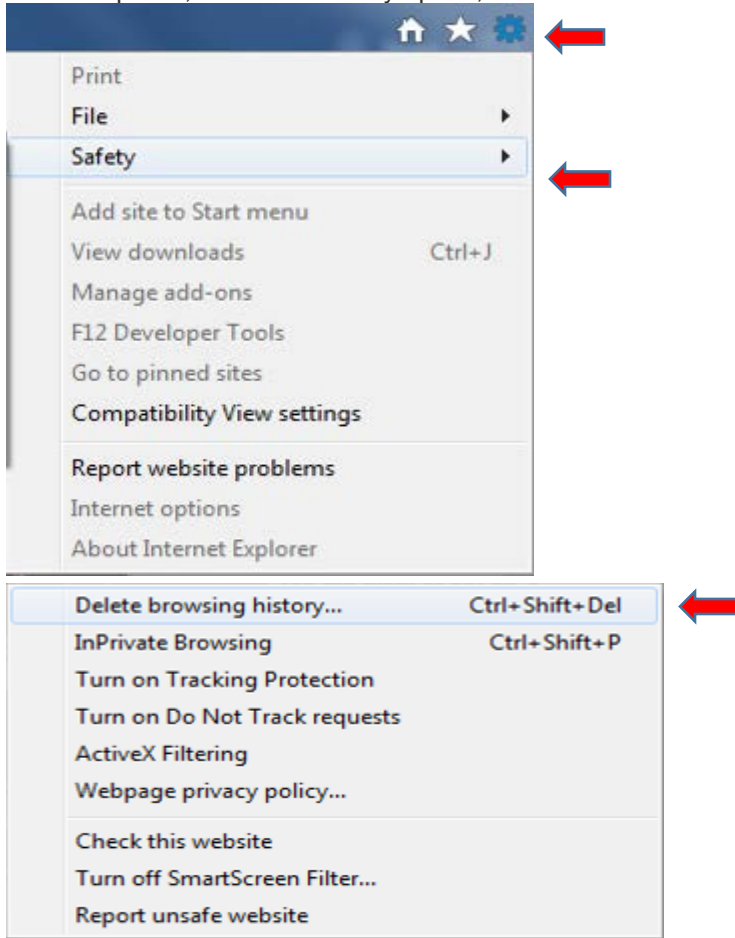 Print
File
Safety
Add site to Start menu
View downloads Ctrl+J
Manage add-ons
F12 Developer Tools
Go to pinned sites
Compatibility View settings
Report website problems
Internet options
About Internet Explorer
Delete browsing history... Ctrl+Shift+Del
InPrivate Browsing Ctrl+Shift+P
Turn on Tracking Protection
Turn on Do Not Track requests
ActiveX Filtering
Webpage privacy policy...
Check this website
Turn off SmartScreen Filter...
Report unsafe website